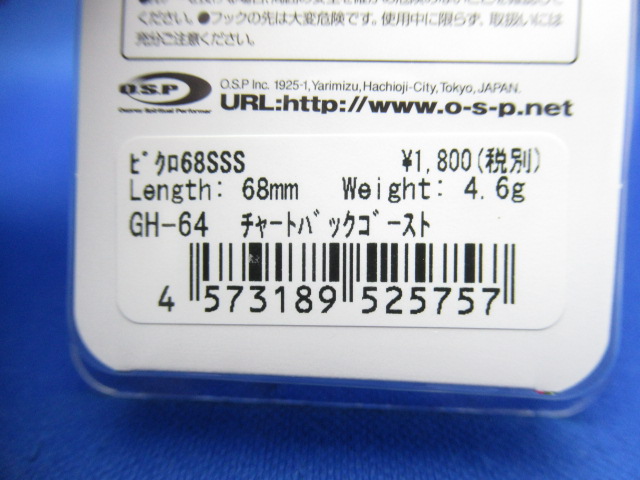 ください。●フックの先は大変危険です。使用中に限らず、取扱いには
充分ご注意ください。
O.S.P
Osamu Spiritual Performer
O.S.P Inc. 1925-1, Yarimizu, Hachioji-City, Tokyo, JAPAN.
URL:http://www.o-s-p.net
ﾋﾟｸﾛ68SSS ¥1,800(税別)
Length: 68mm Weight: 4.6g
GH-64 ﾁｬｰﾄﾊﾞｯｸｺﾞｰｽﾄ
4 573189 525757